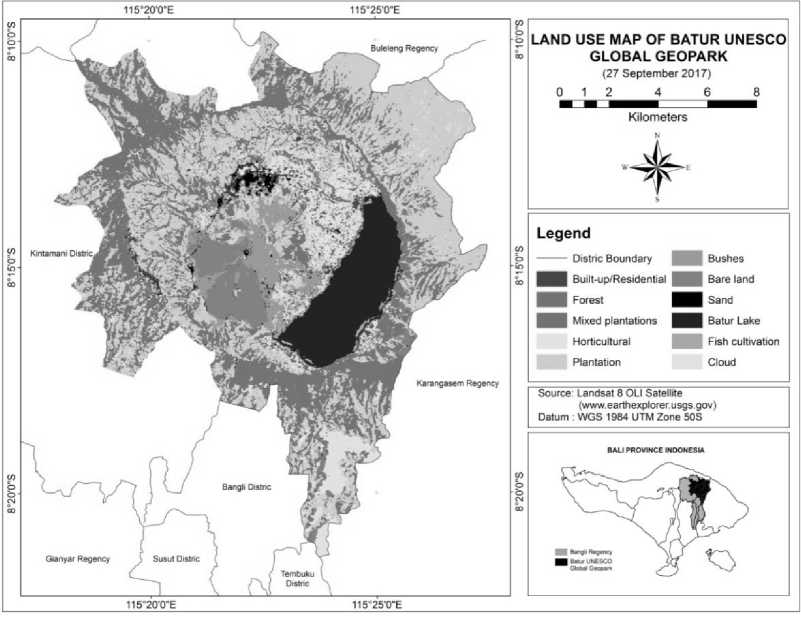 115°20'0"E
115°25'0"E
8°10'0"S
8°10'0"S
Buleleng Regency
LAND USE MAP OF BATUR UNESCO
GLOBAL GEOPARK
(27 September 2017)
0 1 2 4 6 8
Kilometers
N
W E
S
Kintamani Distric
8°15'0"S
8°15'0"S
Legend
Distric Boundary
Built-up/Residential
Forest
Mixed plantations
Horticultural
Plantation
Bushes
Bare land
Sand
Batur Lake
Fish cultivation
Cloud
Karangasem Regency
Source: Landsat 8 OLI Satellite
(www.earthexplorer.usgs.gov)
Datum : WGS 1984 UTM Zone 50S
BALI PROVINCE INDONESIA
Bangli Regency
Batur UNESCO
Global Geopark
8°20'0"S
8°20'0"S
Bangli Distric
Gianyar Regency
Susut Distric
Tembuku
Distric
115°20'0"E
115°25'0"E